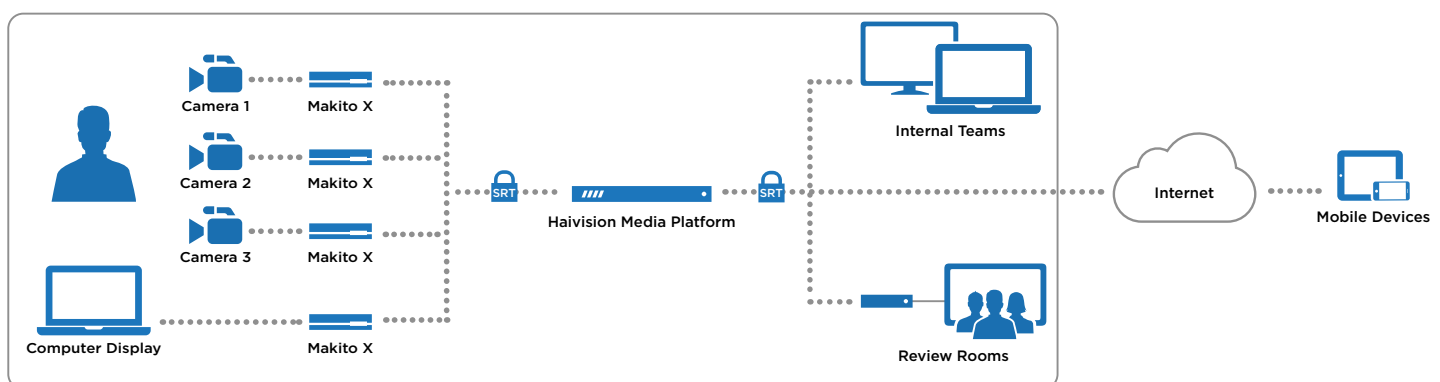 Camera 1
Makito X
Camera 2
Makito X
Camera 3
Makito X
Computer Display
Makito X
SRT
Haivision Media Platform
SRT
Internal Teams
Review Rooms
Internet
Mobile Devices